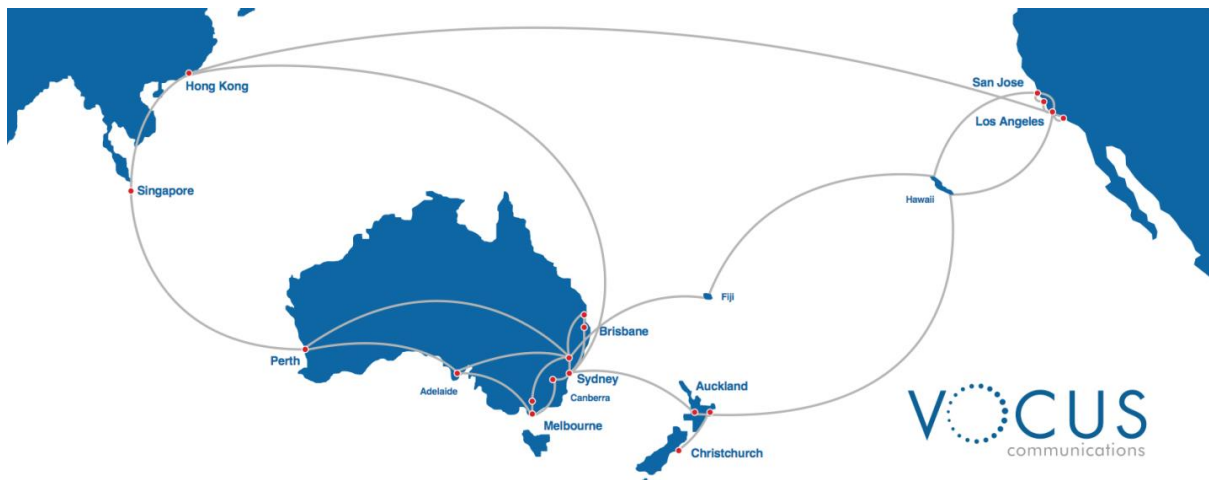 Hong Kong
San Jose
Los Angeles
Singapore
Hawaii
Fiji
Brisbane
Perth
Sydney
Adelaide
Canberra
Auckland
Melbourne
Christchurch
VOCUS
communications